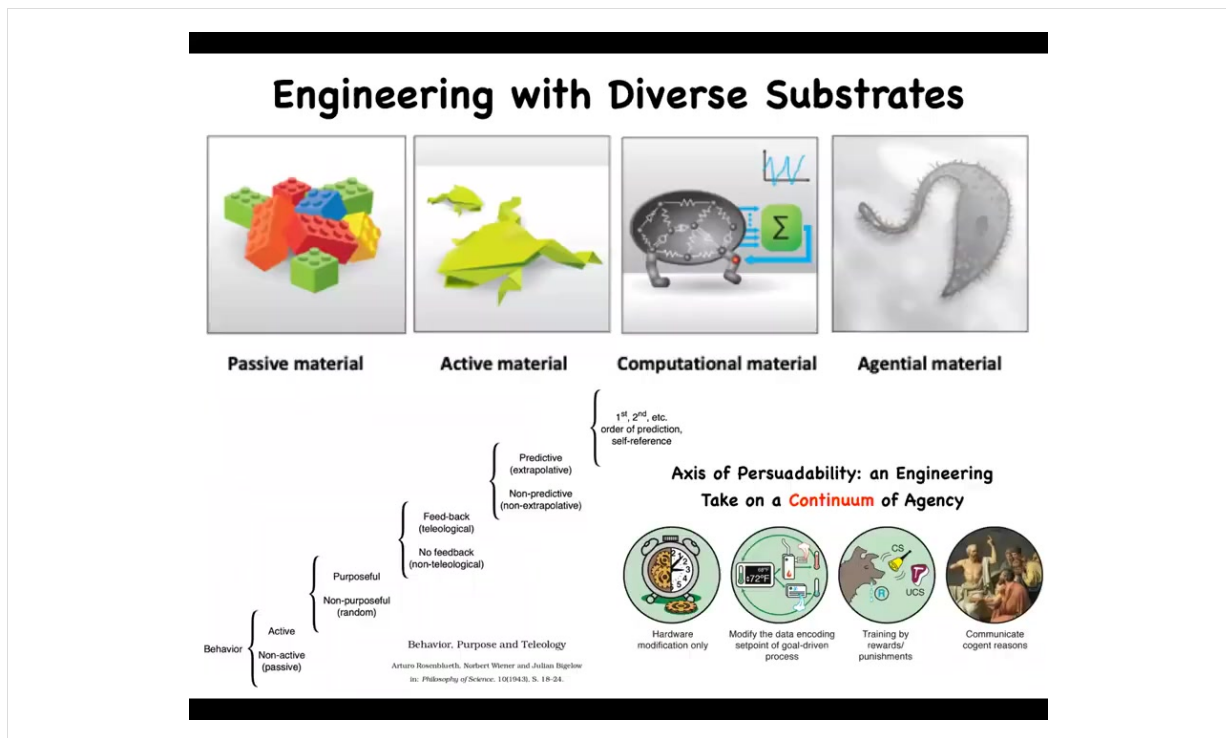 Engineering with Diverse Substrates
Σ
Passive material
Active material
Computational material
Agential material
1st, 2nd, etc.
order of prediction,
self-reference
Predictive
(extrapolative)
Non-predictive
(non-extrapolative)
Feed-back
(teleological)
No feedback
(non-teleological)
Purposeful
Non-purposeful
(random)
Active
Behavior
Non-active
(passive)
Behavior, Purpose and Teleology
Arturo Rosenblueth, Norbert Wiener and Julian Bigelow
in: Philosophy of Science, 10(1943), S. 18–24.
Axis of Persuadability: an Engineering
Take on a Continuum of Agency
72°F
CS
R
UCS
Hardware
modification only
Modify the data encoding
setpoint of goal-driven
process
Training by
rewards/
punishments
Communicate
cogent reasons